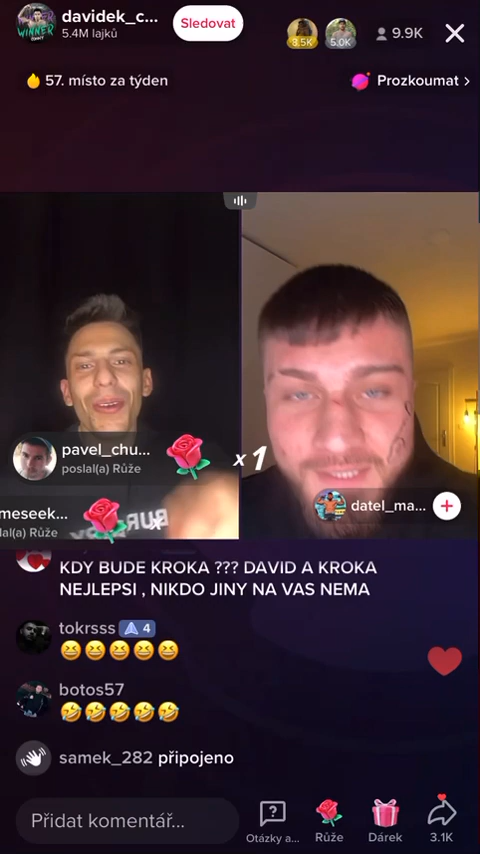 davidek_c...
5.4M lajků
Sledovat
8.5K
5.0K
9.9K
57. místo za týden
Prozkoumat >
pavel_chu...
poslal(a) Růže
x1
meseek...
lal(a) Růže
datel_ma...
KDY BUDE KROKA ??? DAVID A KROKA
NEJLEPSI , NIKDO JINY NA VAS NEMA
tokrsss 4
😆😆😆😆😆
botos57
🤣🤣🤣🤣🤣
samek_282 připojeno
Přidat komentář...
Otázky a...
Růže
Dárek
3.1K